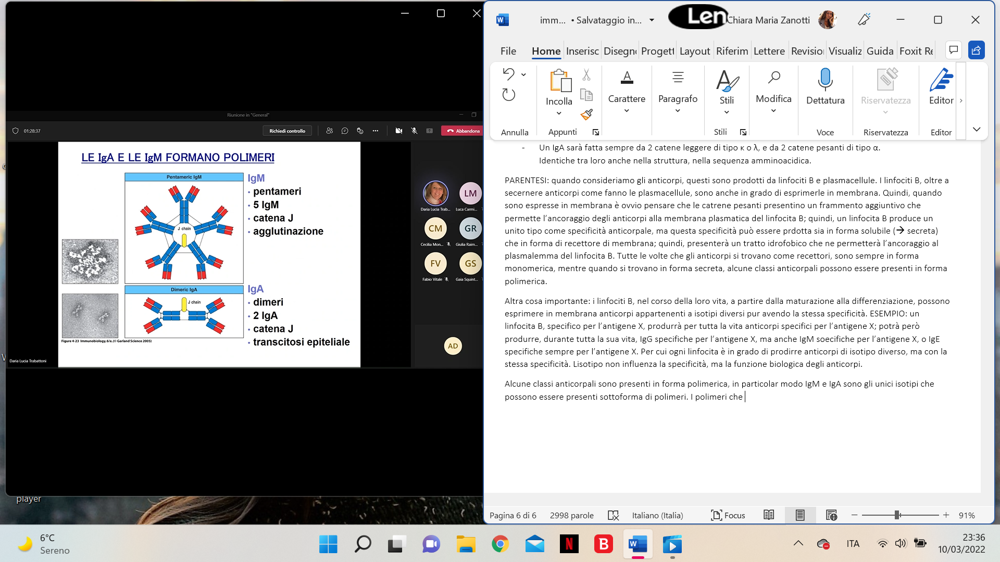 imm... • Salvataggio in...
Len
Chiara Maria Zanotti
File
Home
Inserisc
Disegn
Progett
Layout
Riferim
Lettere
Revisio
Visualiz
Guida
Foxit Re
Incolla
Carattere
Paragrafo
Stili
Modifica
Dettatura
Riservatezza
Editor
Annulla
Appunti
Stili
Voce
Riservatezza
Editor
Riunione in "General"
01:28:37
Richiedi controllo
Abbandona
LE IgA E LE IgM FORMANO POLIMERI
Pentameric IgM
J chain
IgM
• pentameri
• 5 IgM
• catena J
• agglutinazione
Dimeric IgA
J chain
IgA
• dimeri
• 2 IgA
• catena J
• transcitosi epiteliale
Figure 4-23 Immunobiology, 6/e. (© Garland Science 2005)
Daria Lucia Trabattoni
LM
Daria Lucia Trab...
Luca Carmi...
CM
GR
Cecilia Mon...
Giulia Raim...
FV
GS
Fabio Vitale
Gaia Squint...
AD
- Un IgA sarà fatta sempre da 2 catene leggere di tipo κ o λ, e da 2 catene pesanti di tipo α.
Identiche tra loro anche nella struttura, nella sequenza amminoacidica.
PARENTESI: quando consideriamo gli anticorpi, questi sono prodotti da linfociti B e plasmacellule. I linfociti B, oltre a
secernere anticorpi come fanno le plasmacellule, sono anche in grado di esprimerle in membrana. Quindi, quando
sono espresse in membrana è ovvio pensare che le catrene pesanti presentino un frammento aggiuntivo che
permette l'ancoraggio degli anticorpi alla membrana plasmatica del linfocita B; quindi, un linfocita B produce un
unito tipo come specificità anticorpale, ma questa specificità può essere prdotta sia in forma solubile (→ secreta)
che in forma di recettore di membrana; quindi, presenterà un tratto idrofobico che ne permetterà l'ancoraggio al
plasmalemma del linfocita B. Tutte le volte che gli anticorpi si trovano come recettori, sono sempre in forma
monomerica, mentre quando si trovano in forma secreta, alcune classi anticorpali possono essere presenti in forma
polimerica.
Altra cosa importante: i linfociti B, nel corso della loro vita, a partire dalla maturazione alla differenziazione, possono
esprimere in membrana anticorpi appartenenti a isotipi diversi pur avendo la stessa specificità. ESEMPIO: un
linfocita B, specifico per l'antigene X, produrrà per tutta la vita anticorpi specifici per l'antigene X; potrà però
produrre, durante tutta la sua vita, IgG specifiche per l'antigene X, ma anche IgM soecifiche per l'antigene X, o IgE
specifiche sempre per l'antigene X. Per cui ogni linfocita è in grado di prodirre anticorpi di isotipo diverso, ma con la
stessa specificità. Lisotipo non influenza la specificità, ma la funzione biologica degli anticorpi.
Alcune classi anticorpali sono presenti in forma polimerica, in particolar modo IgM e IgA sono gli unici isotipi che
possono essere presenti sottoforma di polimeri. I polimeri che
player
Pagina 6 di 6
2998 parole
Italiano (Italia)
Focus
91%
6°C
Sereno
ITA
23:36
10/03/2022